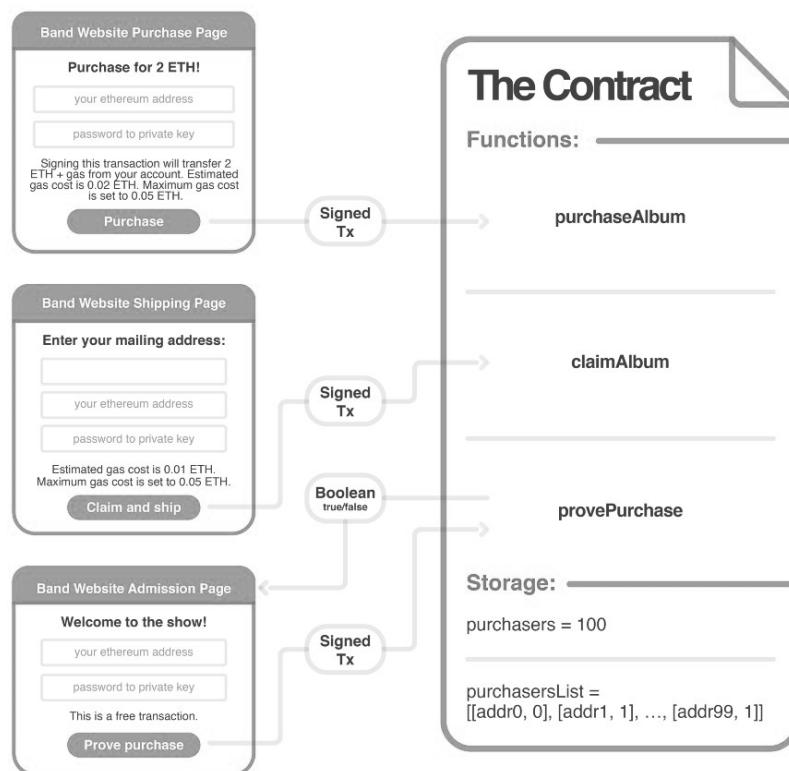 Band Website Purchase Page
Purchase for 2 ETH!
your ethereum address
password to private key
Signing this transaction will transfer 2
ETH + gas from your account. Estimated
gas cost is 0.02 ETH. Maximum gas cost
is set to 0.05 ETH.
Purchase
Signed
Tx
Band Website Shipping Page
Enter your mailing address:
your ethereum address
password to private key
Estimated gas cost is 0.01 ETH.
Maximum gas cost is set to 0.05 ETH.
Claim and ship
Signed
Tx
Boolean
true/false
Band Website Admission Page
Welcome to the show!
your ethereum address
password to private key
This is a free transaction.
Prove purchase
Signed
Tx
The Contract
Functions:
purchaseAlbum
claimAlbum
provePurchase
Storage:
purchasers = 100
purchasersList =
[[addr0, 0], [addr1, 1], …, [addr99, 1]]